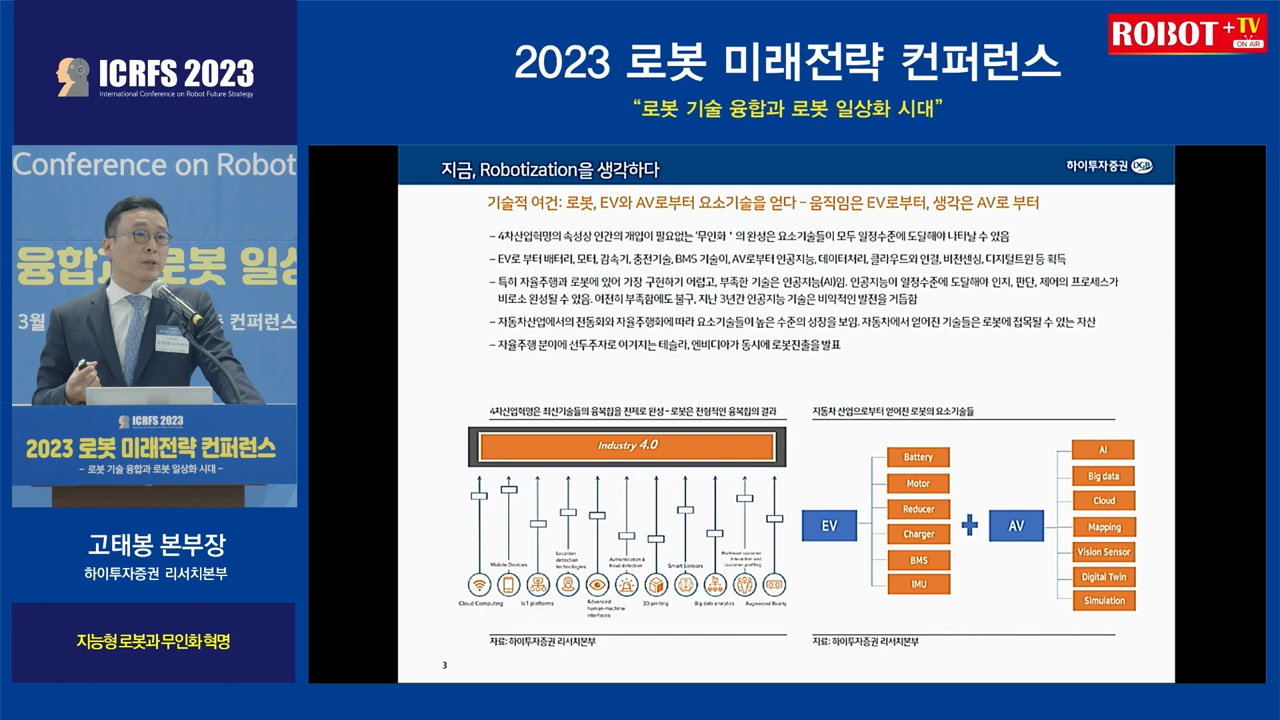 ICRFS 2023
International Conference on Robot Future Strategy
2023 로봇 미래전략 컨퍼런스
“로봇 기술 융합과 로봇 일상화 시대”
ROBOT+TV
ON AIR
Conference on Robot
융합과 로봇 일상
3월
컨퍼런스
고태봉
ICRFS 2023
2023 로봇 미래전략 컨퍼런스
– 로봇 기술 융합과 로봇 일상화 시대 –
고태봉 본부장
하이투자증권 리서치본부
지능형 로봇과 무인화 혁명
지금, Robotization을 생각하다
하이투자증권 DGB
기술적 여건: 로봇, EV와 AV로부터 요소기술을 얻다 – 움직임은 EV로부터, 생각은 AV로 부터
– 4차산업혁명의 속성상 인간의 개입이 필요없는 '무인화 ' 의 완성은 요소기술들이 모두 일정수준에 도달해야 나타날 수 있음
– EV로 부터 배터리, 모터, 감속기, 충전기술, BMS 기술이, AV로부터 인공지능, 데이터처리, 클라우드와 연결, 비전센싱, 디지털트윈 등 획득
– 특히 자율주행과 로봇에 있어 가장 구현하기 어렵고, 부족한 기술은 인공지능(AI)임. 인공지능이 일정수준에 도달해야 인지, 판단, 제어의 프로세스가
비로소 완성될 수 있음. 여전히 부족함에도 불구, 지난 3년간 인공지능 기술은 비약적인 발전을 거듭함
– 자동차산업에서의 전동화와 자율주행화에 따라 요소기술들이 높은 수준의 성장을 보임. 자동차에서 얻어진 기술들은 로봇에 접목될 수 있는 자산
– 자율주행 분야에 선두주자로 여겨지는 테슬라, 엔비디아가 동시에 로봇진출을 발표
4차산업혁명은 최신기술들의 융복합을 전제로 완성 – 로봇은 전형적인 융복합의 결과
Industry 4.0
Mobile Devices
Location
detection
technologies
Authentication &
fraud detection
Smart Sensors
Multilevel customer
interaction and
customer profiling
Cloud Computing
IoT platforms
Advanced
human-machine
interfaces
3D printing
Big data analytics
Augmented Reality
자료: 하이투자증권 리서치본부
자동차 산업으로부터 얻어진 로봇의 요소기술들
EV
Battery
Motor
Reducer
Charger
BMS
IMU
AV
AI
Big data
Cloud
Mapping
Vision Sensor
Digital Twin
Simulation
자료: 하이투자증권 리서치본부
3